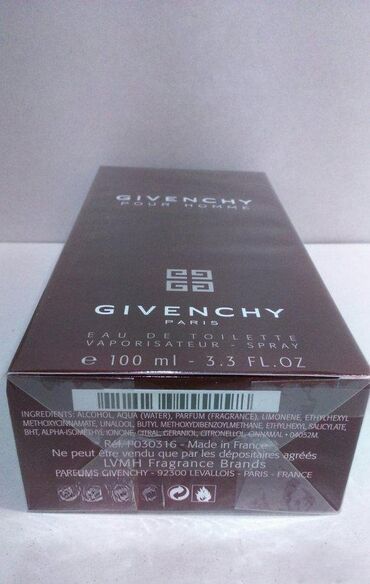 GIVENCHY
POUR HOMME
GIVENCHY
PARIS
EAU DE TOILETTE
VAPORISATEUR - SPRAY
e 100 ml - 3.3 FL.OZ
INGREDIENTS: ALCOHOL, AQUA (WATER), PARFUM (FRAGRANCE), LIMONENE, ETHYLHEXYL
METHOXYCINNAMATE, LINALOOL, BUTYL METHOXYDIBENZOYLMETHANE, ETHYLHEXYL SALICYLATE,
BHT, ALPHA-ISOMETHYL IONONE, CITRAL, GERANIOL, CITRONELLOL, CINNAMAL • 04052M.
Réf. P030316 - Made in France
Ne peut être vendu que par les dépositaires agréés
LVMH Fragrance Brands
PARFUMS GIVENCHY - 92300 LEVALLOIS - PARIS - FRANCE